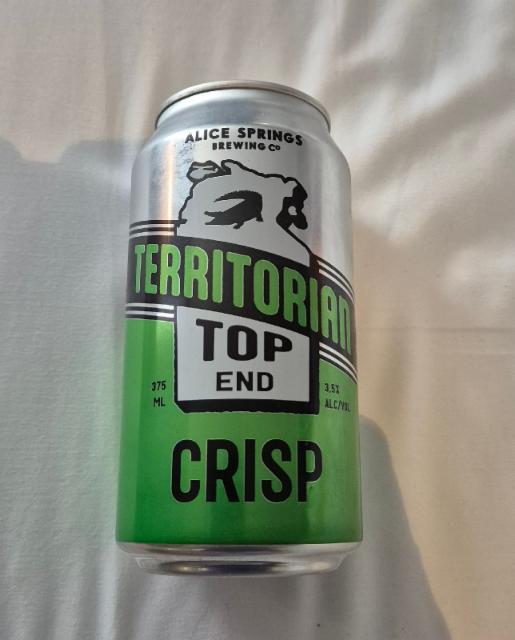 ALICE SPRINGS
BREWING CO
TERRITORIAN
TOP
END
375
ML
3.5%
ALC/VOL
CRISP